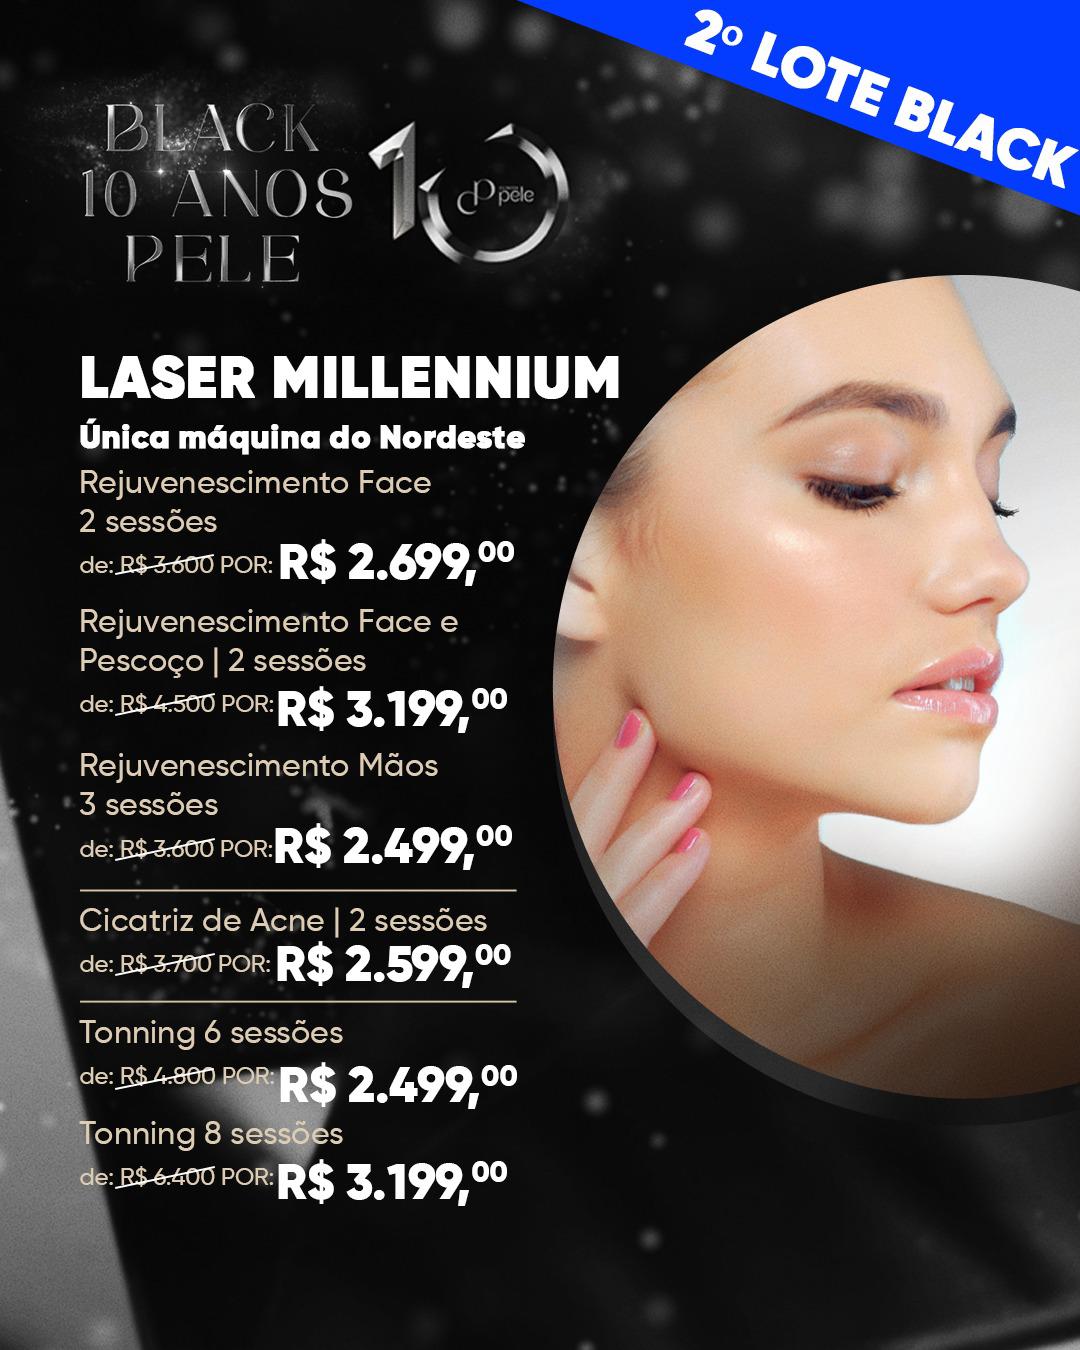 2º LOTE BLACK
BLACK
10 ANOS
PELE
10
pele
LASER MILLENNIUM
Única máquina do Nordeste
Rejuvenescimento Face
2 sessões
de: R$ 3.600 POR: R$ 2.699,00
Rejuvenescimento Face e
Pescoço | 2 sessões
de: R$ 4.500 POR: R$ 3.199,00
Rejuvenescimento Mãos
3 sessões
de: R$ 3.600 POR: R$ 2.499,00
Cicatriz de Acne | 2 sessões
de: R$ 3.700 POR: R$ 2.599,00
Tonning 6 sessões
de: R$ 4.800 POR: R$ 2.499,00
Tonning 8 sessões
de: R$ 6.400 POR: R$ 3.199,00